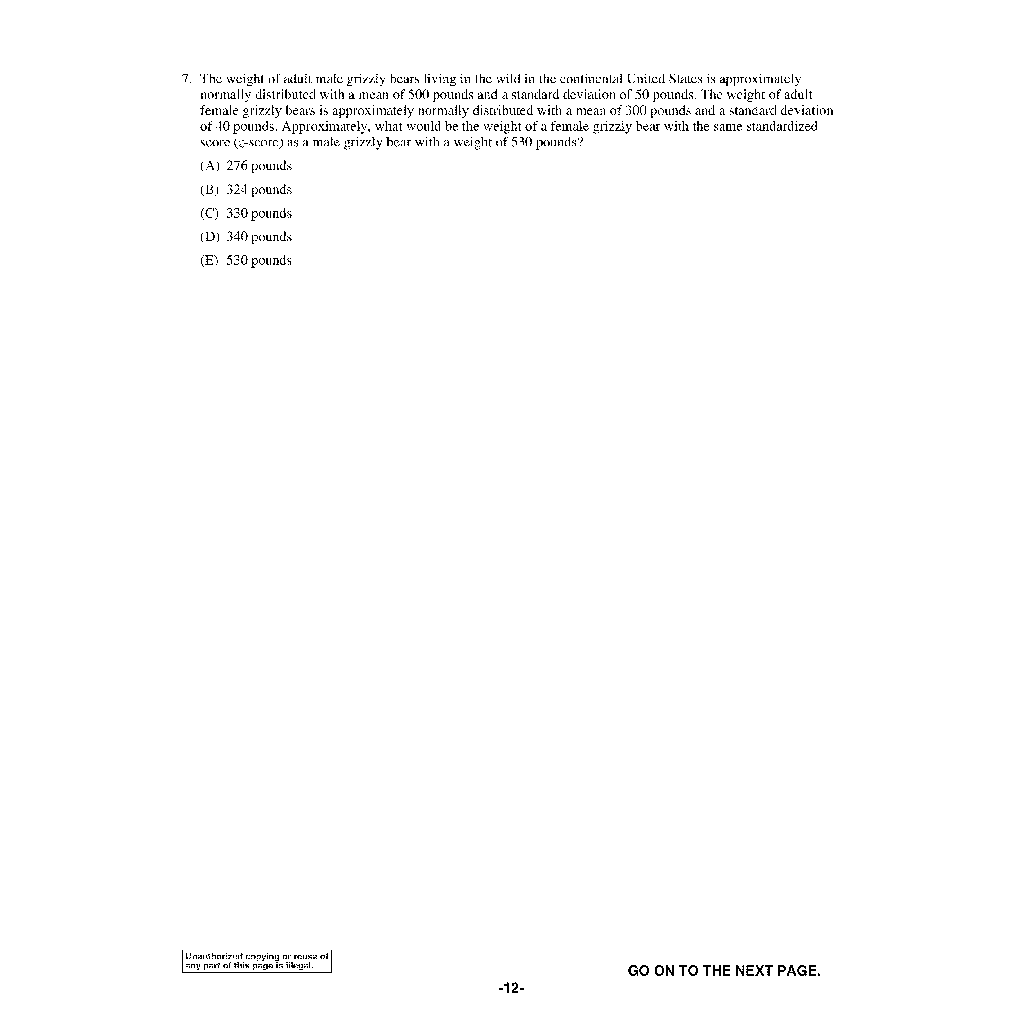 7. The weight of adult male grizzly bears living in the wild in the continental United States is approximately
normally distributed with a mean of 500 pounds and a standard deviation of 50 pounds. The weight of adult
female grizzly bears is approximately normally distributed with a mean of 300 pounds and a standard deviation
of 40 pounds. Approximately, what would be the weight of a female grizzly bear with the same standardized
score (z-score) as a male grizzly bear with a weight of 530 pounds?
(A) 276 pounds
(B) 324 pounds
(C) 330 pounds
(D) 340 pounds
(E) 530 pounds
Unauthorized copying or reuse of
any part of this page is illegal.
GO ON TO THE NEXT PAGE.
-12-